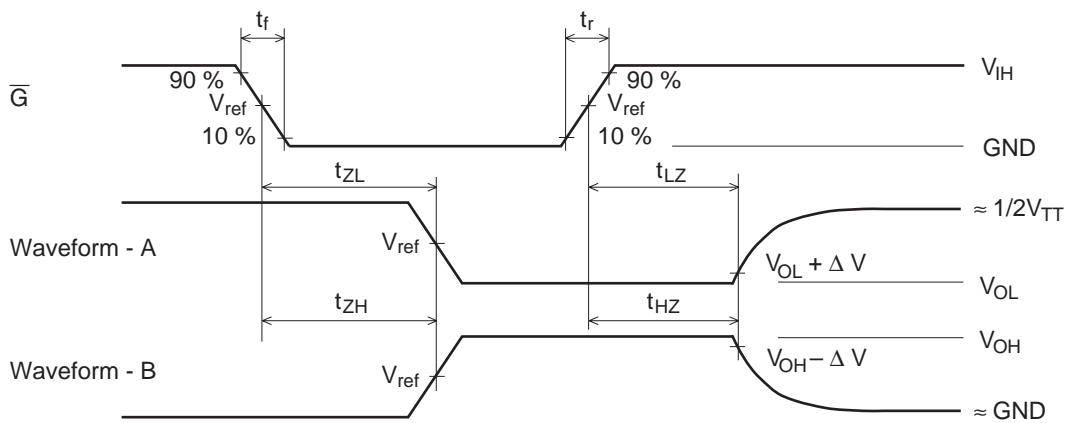 tf
tr
G̅
90 %
90 %
VIH
Vref
Vref
10 %
10 %
GND
tZL
tLZ
≈ 1/2VTT
Waveform - A
Vref
VOL + Δ V
VOL
tZH
tHZ
VOH
VOH – Δ V
Waveform - B
Vref
≈ GND